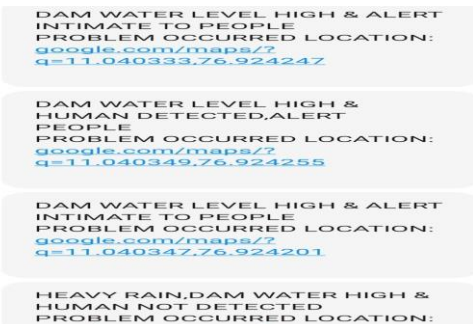 DAM WATER LEVEL HIGH & ALERT
INTIMATE TO PEOPLE
PROBLEM OCCURRED LOCATION:
google.com/maps/?
q=11.040333,76.924247
DAM WATER LEVEL HIGH &
HUMAN DETECTED,ALERT
PEOPLE
PROBLEM OCCURRED LOCATION:
google.com/maps/?
q=11.040349,76.924255
DAM WATER LEVEL HIGH & ALERT
INTIMATE TO PEOPLE
PROBLEM OCCURRED LOCATION:
google.com/maps/?
q=11.040347,76.924201
HEAVY RAIN,DAM WATER HIGH &
HUMAN NOT DETECTED
PROBLEM OCCURRED LOCATION: